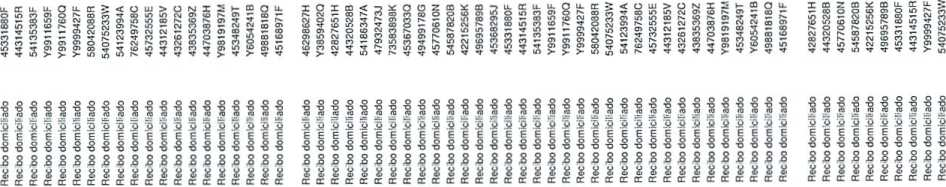 Recibo domiciliado 45331880F
Recibo domiciliado 44314515R
Recibo domiciliado 54135383F
Recibo domiciliado Y9911659F
Recibo domiciliado Y9911760Q
Recibo domiciliado Y9999427F
Recibo domiciliado 58042088R
Recibo domiciliado 54075233W
Recibo domiciliado 54123994A
Recibo domiciliado 76249758C
Recibo domiciliado 45732555E
Recibo domiciliado 44312185V
Recibo domiciliado 43261272C
Recibo domiciliado 43835369Z
Recibo domiciliado 44703876H
Recibo domiciliado Y9819197M
Recibo domiciliado 45348249T
Recibo domiciliado Y6054241B
Recibo domiciliado 49881818Q
Recibo domiciliado 45168971F
Recibo domiciliado 46298627H
Recibo domiciliado Y3859402Q
Recibo domiciliado 42827651H
Recibo domiciliado 44320528B
Recibo domiciliado 54186347A
Recibo domiciliado 47932473J
Recibo domiciliado 73583898K
Recibo domiciliado 45367033Q
Recibo domiciliado 49499178G
Recibo domiciliado 45770610N
Recibo domiciliado 54587820B
Recibo domiciliado 42215256K
Recibo domiciliado 49695789B
Recibo domiciliado 45368295J
Recibo domiciliado 45331880F
Recibo domiciliado 44314515R
Recibo domiciliado 54135383F
Recibo domiciliado Y9911659F
Recibo domiciliado Y9911760Q
Recibo domiciliado Y9999427F
Recibo domiciliado 58042088R
Recibo domiciliado 54075233W
Recibo domiciliado 54123994A
Recibo domiciliado 76249758C
Recibo domiciliado 45732555E
Recibo domiciliado 44312185V
Recibo domiciliado 43261272C
Recibo domiciliado 43835369Z
Recibo domiciliado 44703876H
Recibo domiciliado Y9819197M
Recibo domiciliado 45348249T
Recibo domiciliado Y6054241B
Recibo domiciliado 49881818Q
Recibo domiciliado 45168971F
Recibo domiciliado 42827651H
Recibo domiciliado 44320528B
Recibo domiciliado 45770610N
Recibo domiciliado 54587820B
Recibo domiciliado 42215256K
Recibo domiciliado 49695789B
Recibo domiciliado 45331880F
Recibo domiciliado 44314515R
Recibo domiciliado Y9999427F
Recibo domiciliado 54075233W